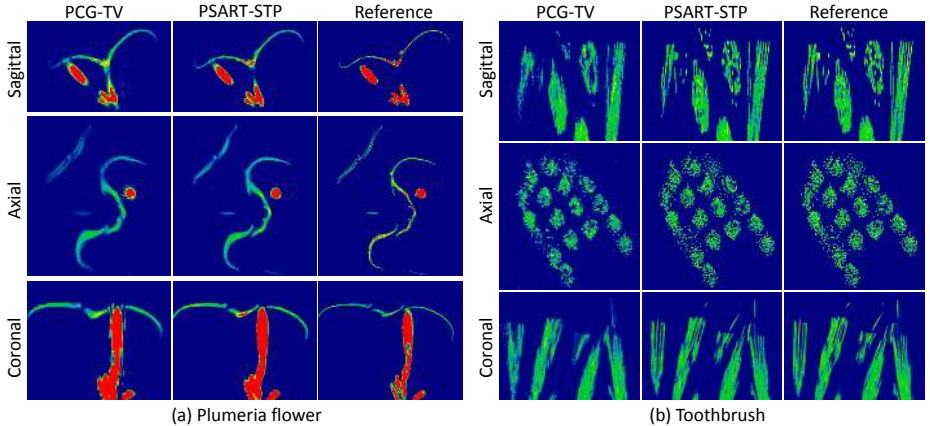 PCG-TV PSART-STP Reference
Sagittal
Axial
Coronal
(a) Plumeria flower
PCG-TV PSART-STP Reference
Sagittal
Axial
Coronal
(b) Toothbrush